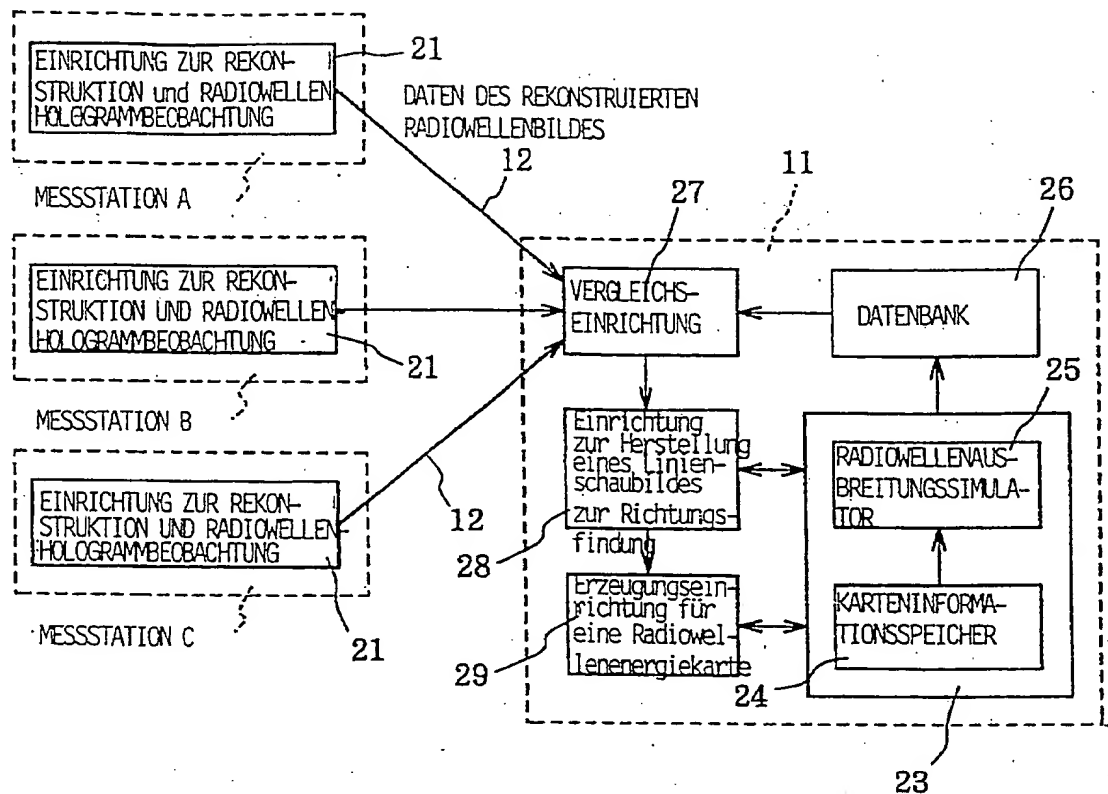 EINRICHTUNG ZUR REKON-
STRUKTION und RADIOWELLEN
HOLOGRAMMBEOBACHTUNG
21
MESSSTATION A
DATEN DES REKONSTRUIERTEN
RADIOWELLENBILDES
12
EINRICHTUNG ZUR REKON-
STRUKTION UND RADIOWELLEN
HOLOGRAMMBEOBACHTUNG
21
MESSSTATION B
EINRICHTUNG ZUR REKON-
STRUKTION UND RADIOWELLEN
HOLOGRAMMBEOBACHTUNG
21
MESSSTATION C
12
11
27
VERGLEICHS-
EINRICHTUNG
26
DATENBANK
Einrichtung
zur Herstellung
eines Linien-
schaubildes
zur Richtungs-
findung
28
25
RADIOWELLENAUS-
BREITUNGSSIMULA-
TOR
Erzeugungsein-
richtung für
eine Radiowel-
lenenergiekarte
29
KARTENINFORMA-
TIONSSPEICHER
24
23